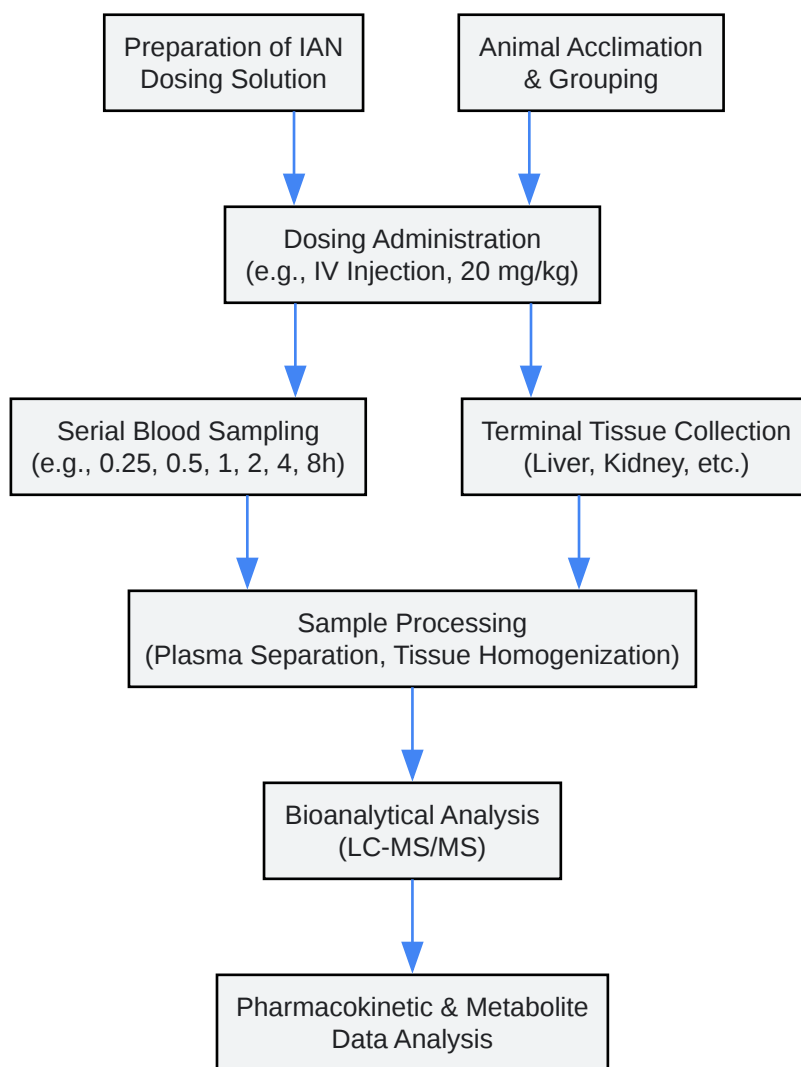 Preparation of IAN
Dosing Solution
Animal Acclimation
& Grouping
Dosing Administration
(e.g., IV Injection, 20 mg/kg)
Serial Blood Sampling
(e.g., 0.25, 0.5, 1, 2, 4, 8h)
Terminal Tissue Collection
(Liver, Kidney, etc.)
Sample Processing
(Plasma Separation, Tissue Homogenization)
Bioanalytical Analysis
(LC-MS/MS)
Pharmacokinetic & Metabolite
Data Analysis